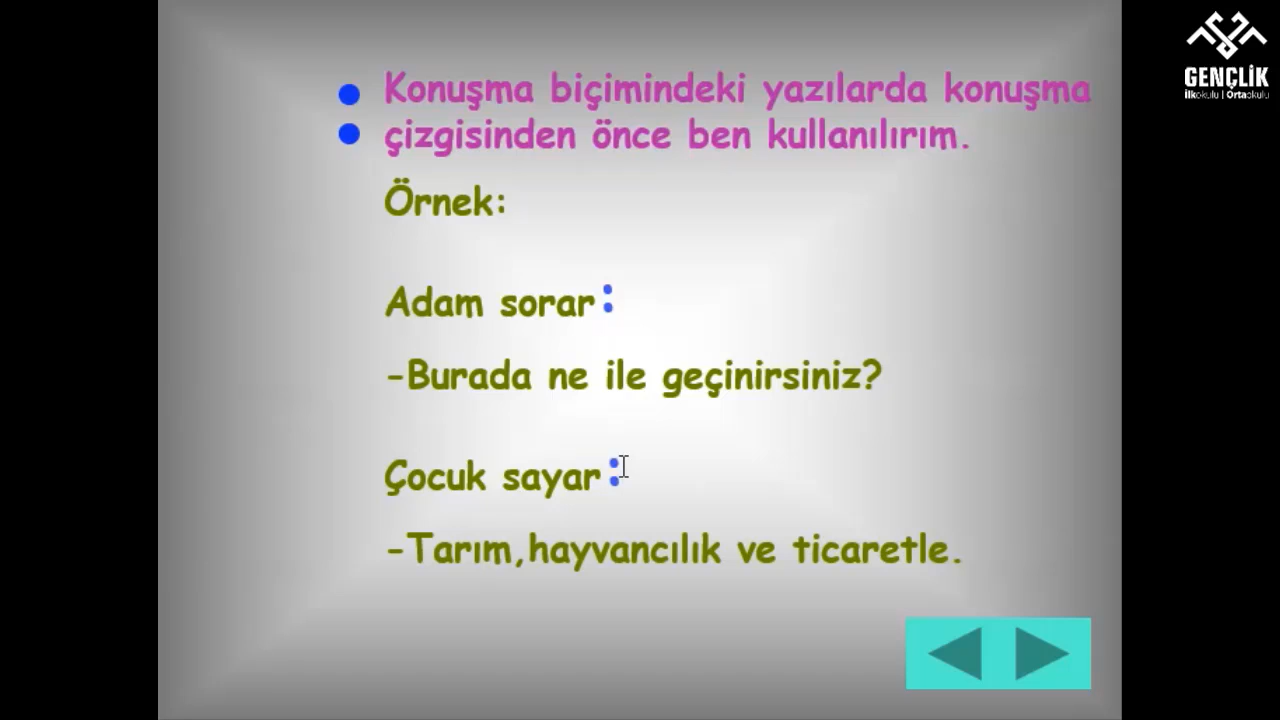 GENÇLİK
İlkokulu | Ortaokulu
Konuşma biçimindeki yazılarda konuşma
çizgisinden önce ben kullanılırım.
Örnek:
Adam sorar:
-Burada ne ile geçinirsiniz?
Çocuk sayar:
-Tarım,hayvancılık ve ticaretle.